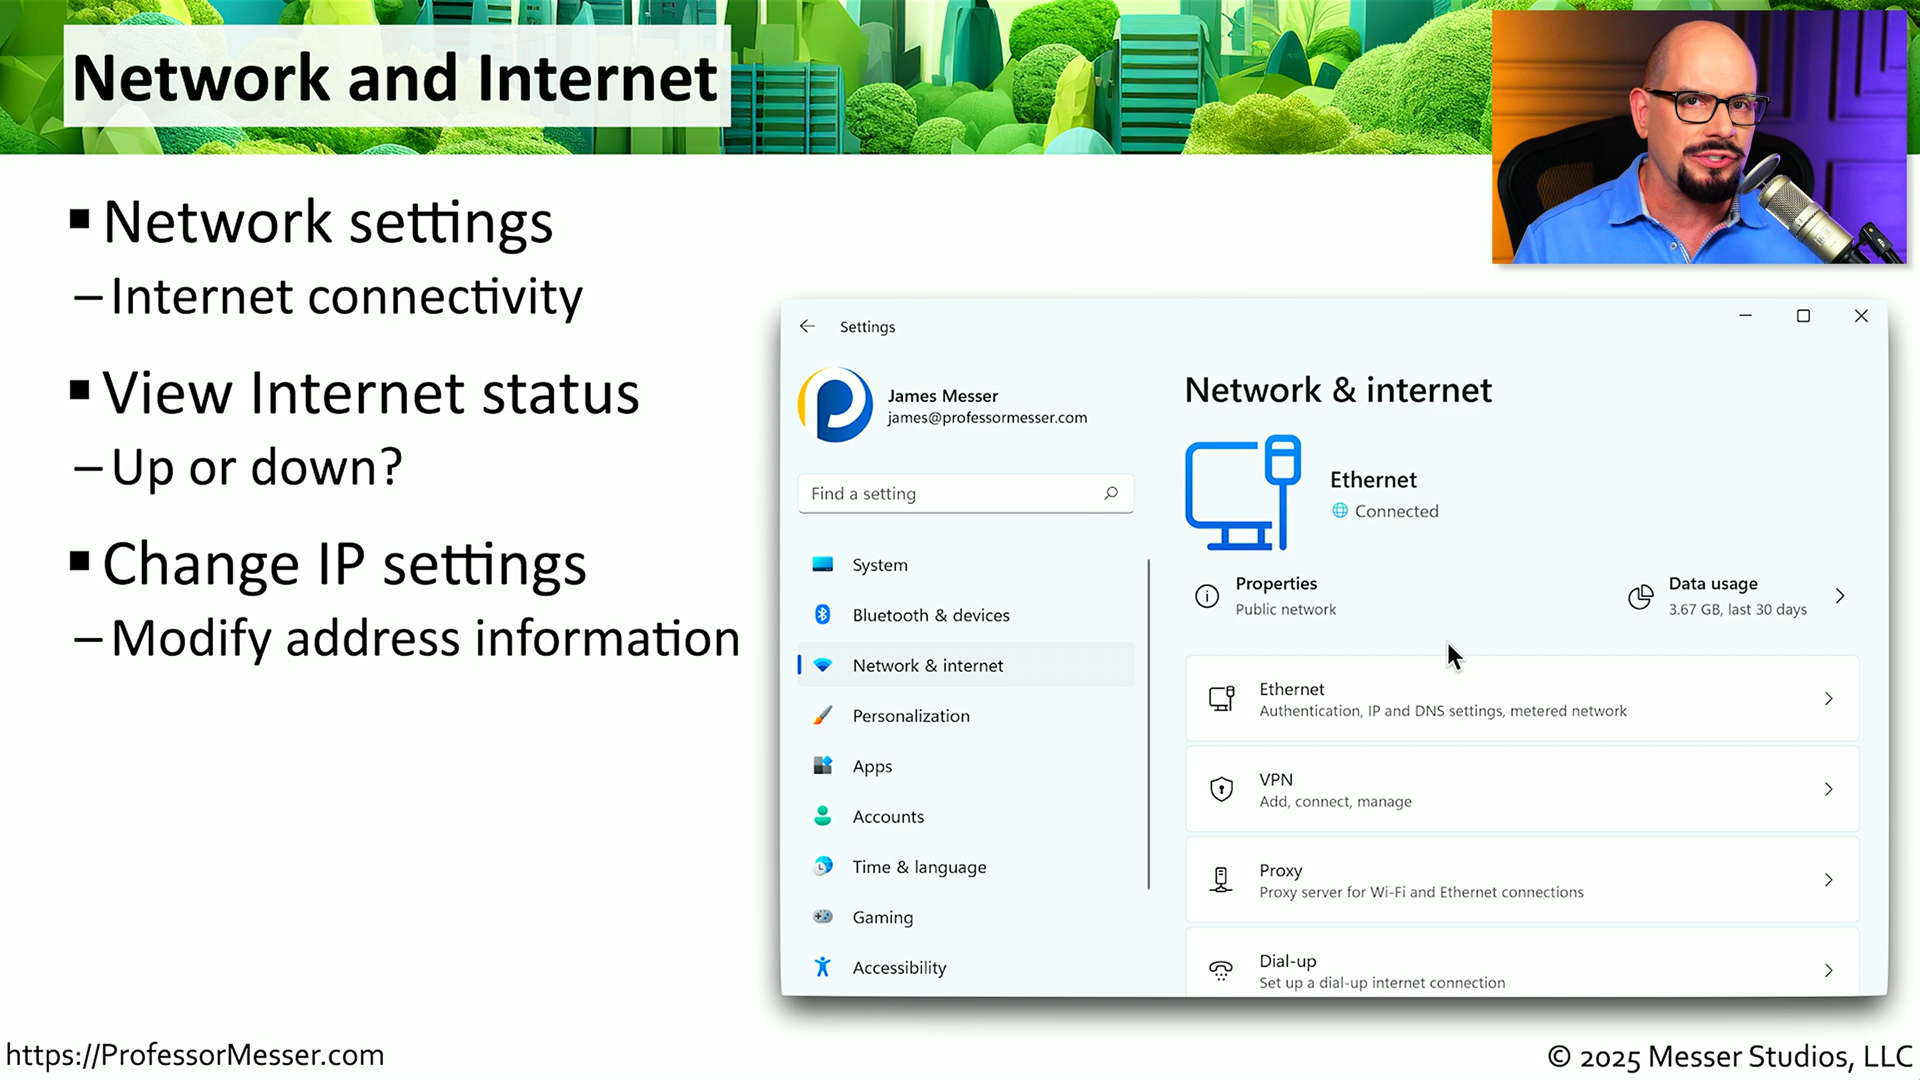 Network and Internet
▪ Network settings
– Internet connectivity
▪ View Internet status
– Up or down?
▪ Change IP settings
– Modify address information
Settings
James Messer
james@professormesser.com
Find a setting
System
Bluetooth & devices
Network & internet
Personalization
Apps
Accounts
Time & language
Gaming
Accessibility
Network & internet
Ethernet
Connected
Properties
Public network
Data usage
3.67 GB, last 30 days
Ethernet
Authentication, IP and DNS settings, metered network
VPN
Add, connect, manage
Proxy
Proxy server for Wi-Fi and Ethernet connections
Dial-up
Set up a dial-up internet connection
https://ProfessorMesser.com
© 2025 Messer Studios, LLC